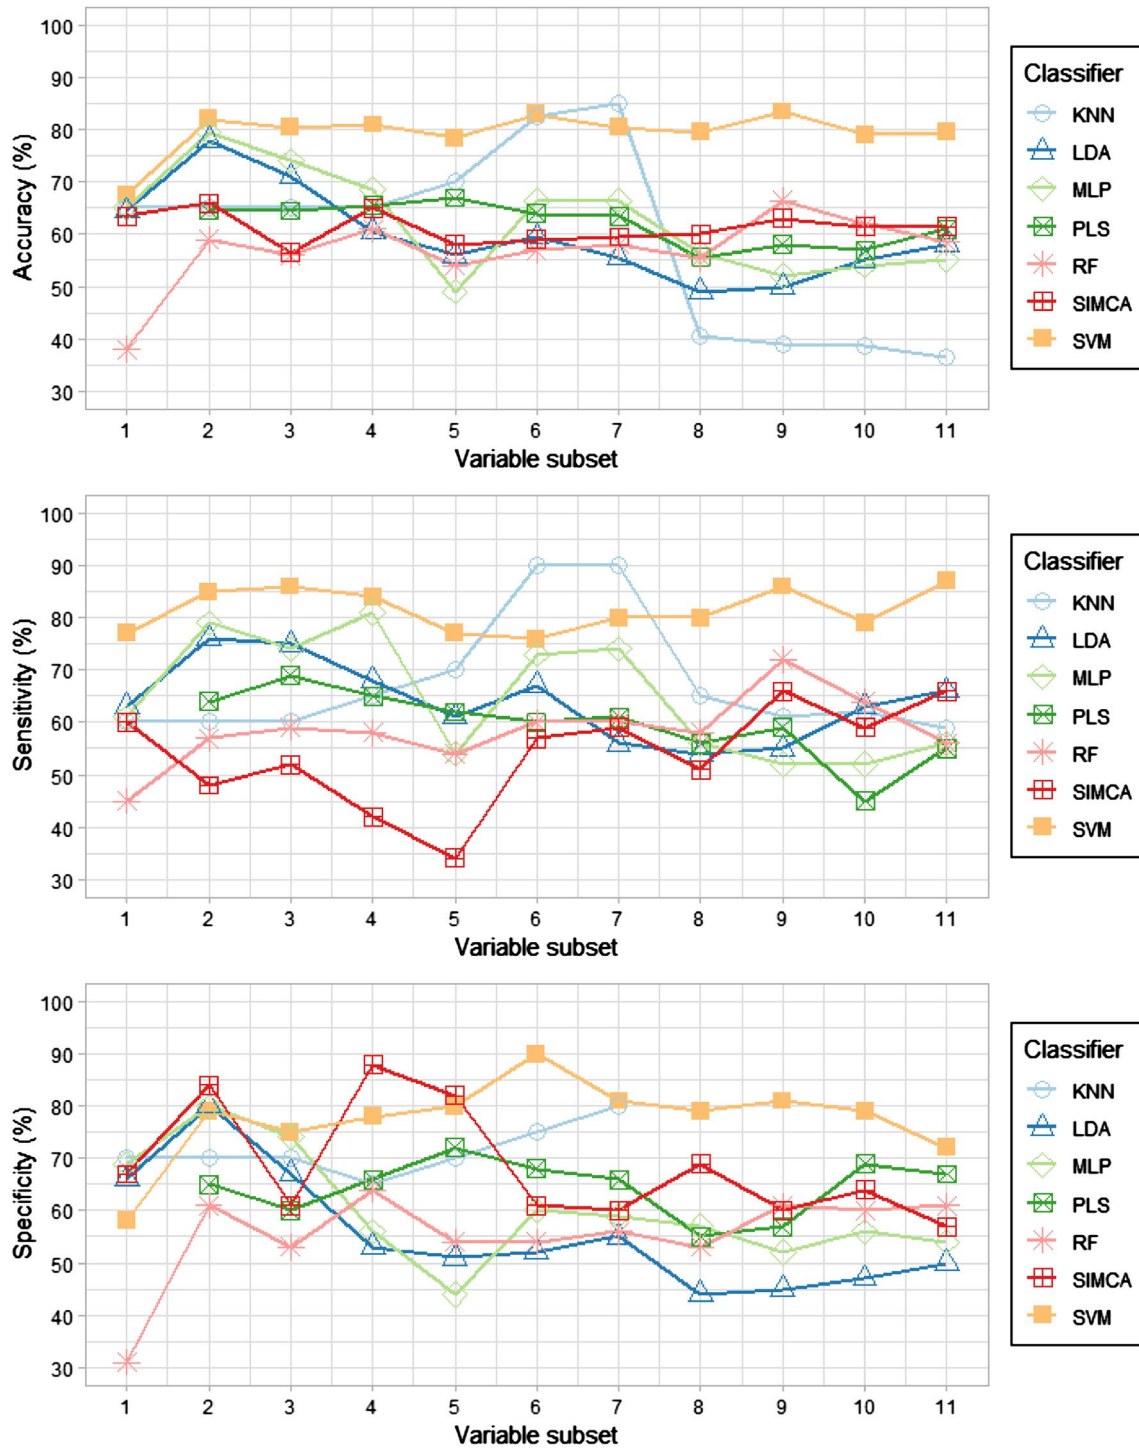 Accuracy (%)
100
90
80
70
60
50
40
30
1 2 3 4 5 6 7 8 9 10 11
Variable subset
Classifier
KNN
LDA
MLP
PLS
RF
SIMCA
SVM
Sensitivity (%)
100
90
80
70
60
50
40
30
1 2 3 4 5 6 7 8 9 10 11
Variable subset
Classifier
KNN
LDA
MLP
PLS
RF
SIMCA
SVM
Specificity (%)
100
90
80
70
60
50
40
30
1 2 3 4 5 6 7 8 9 10 11
Variable subset
Classifier
KNN
LDA
MLP
PLS
RF
SIMCA
SVM